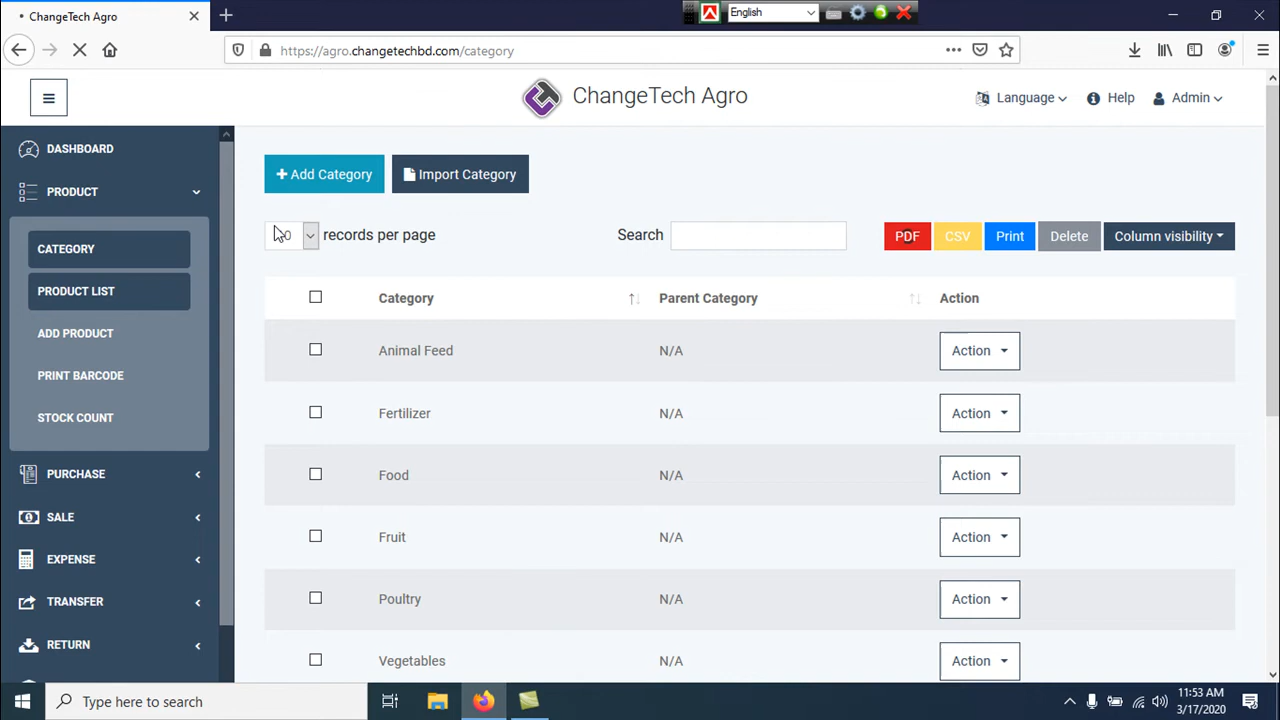 ChangeTech Agro
English
https://agro.changetechbd.com/category
ChangeTech Agro
Language
Help
Admin
DASHBOARD
PRODUCT
CATEGORY
PRODUCT LIST
ADD PRODUCT
PRINT BARCODE
STOCK COUNT
PURCHASE
SALE
EXPENSE
TRANSFER
RETURN
+ Add Category
Import Category
records per page
Search
PDF
CSV
Print
Delete
Column visibility
Category Parent Category Action
Animal Feed N/A Action
Fertilizer N/A Action
Food N/A Action
Fruit N/A Action
Poultry N/A Action
Vegetables N/A Action
Type here to search
11:53 AM
3/17/2020